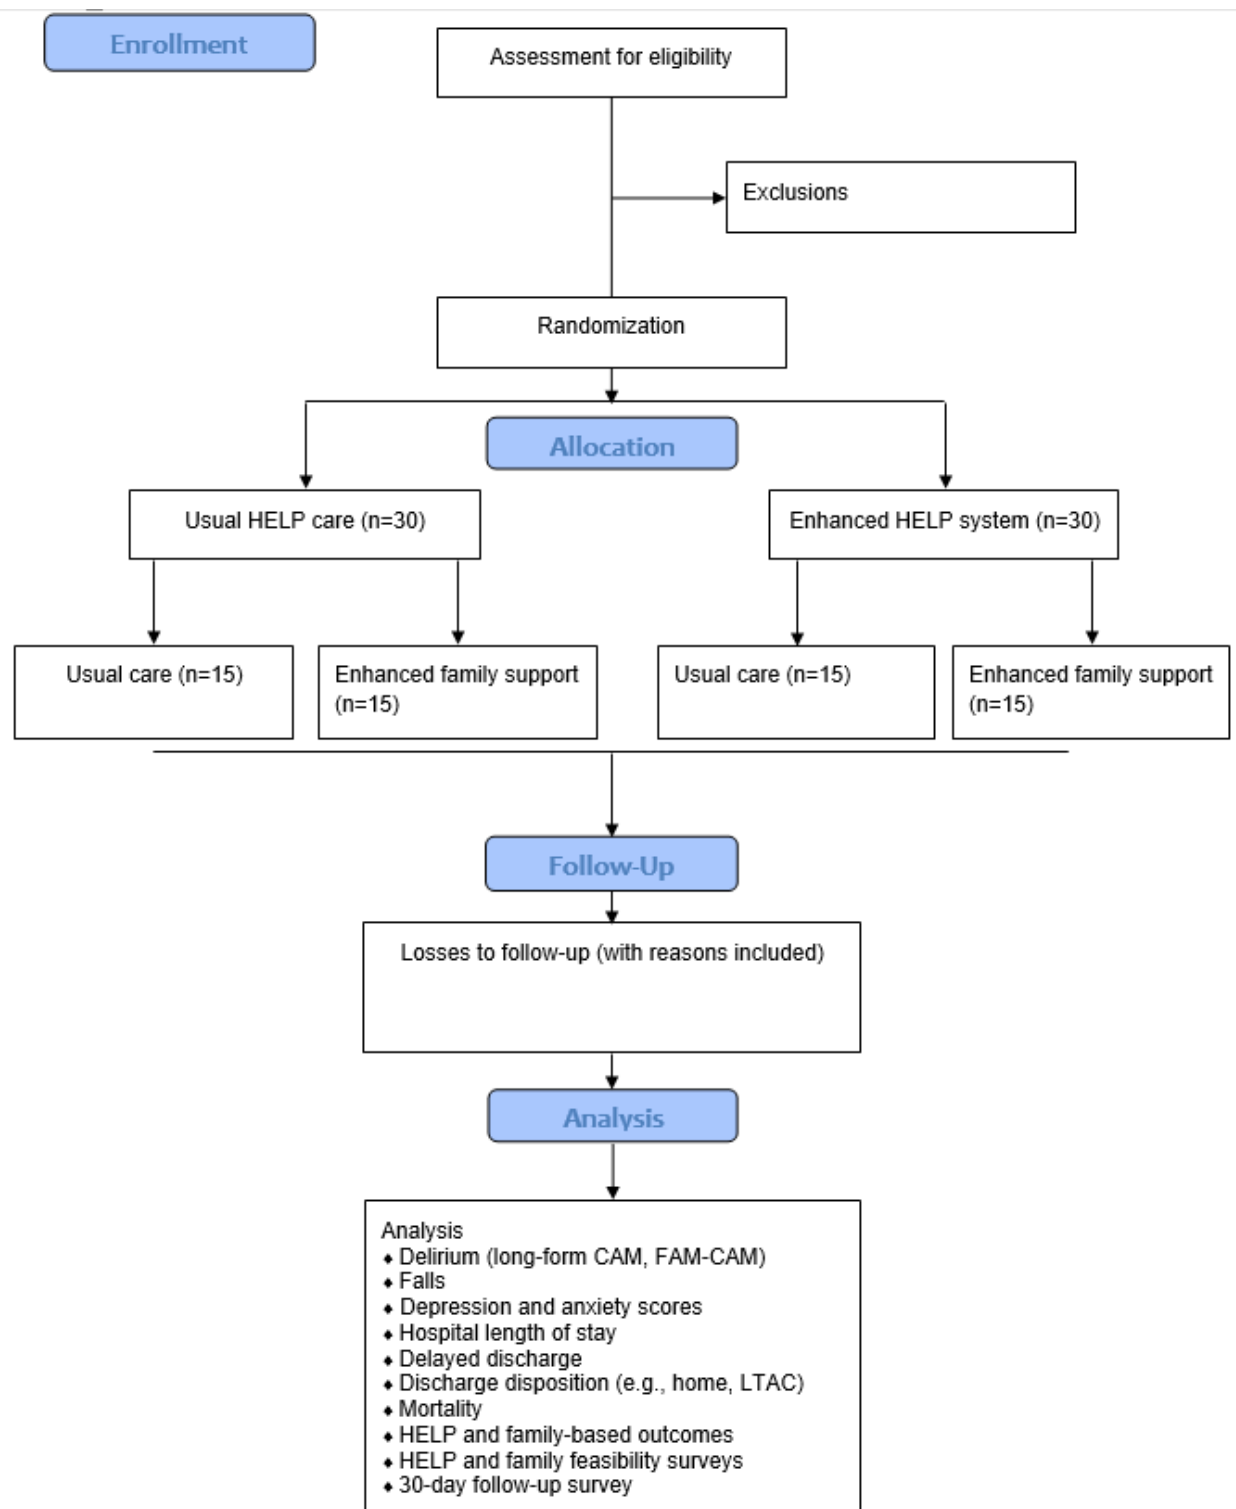 Enrollment
Assessment for eligibility
Exclusions
Randomization
Allocation
Usual HELP care (n=30)
Enhanced HELP system (n=30)
Usual care (n=15)
Enhanced family support
(n=15)
Usual care (n=15)
Enhanced family support
(n=15)
Follow-Up
Losses to follow-up (with reasons included)
Analysis
Analysis
♦ Delirium (long-form CAM, FAM-CAM)
♦ Falls
♦ Depression and anxiety scores
♦ Hospital length of stay
♦ Delayed discharge
♦ Discharge disposition (e.g., home, LTAC)
♦ Mortality
♦ HELP and family-based outcomes
♦ HELP and family feasibility surveys
♦ 30-day follow-up survey